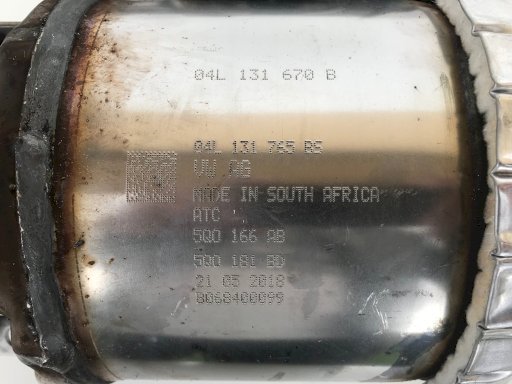 04L 131 670 B
04L 131 765 BS
VW AG
MADE IN SOUTH AFRICA
ATC
5Q0 166 AB
5Q0 181 BD
21 05 2018
B068400099